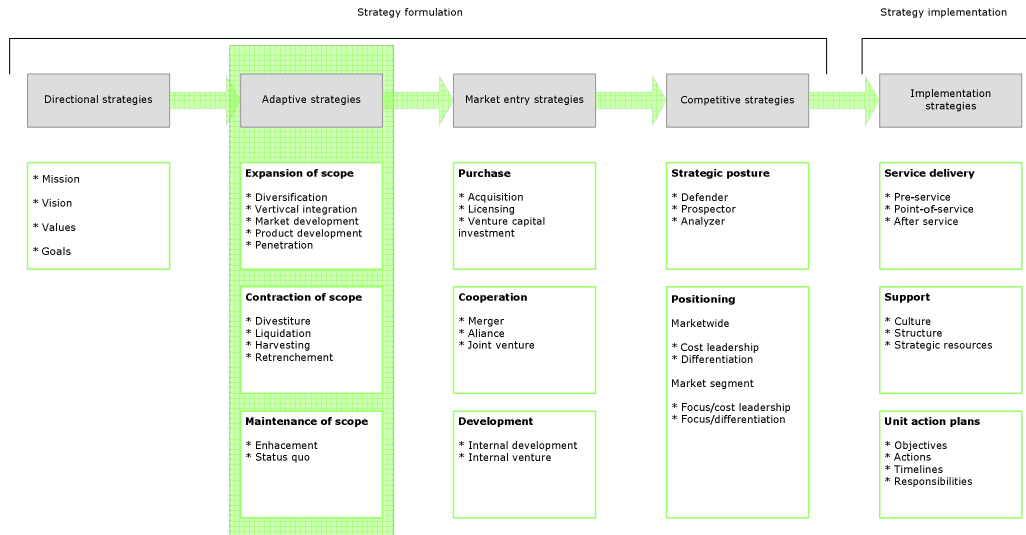 Strategy formulation
Strategy implementation
Directional strategies
Adaptive strategies
Market entry strategies
Competitive strategies
Implementation
strategies
* Mission
* Vision
* Values
* Goals
Expansion of scope
* Diversification
* Vertivcal integration
* Market development
* Product development
* Penetration
Contraction of scope
* Divestiture
* Liquidation
* Harvesting
* Retrenchement
Maintenance of scope
* Enhacement
* Status quo
Purchase
* Acquisition
* Licensing
* Venture capital
investment
Cooperation
* Merger
* Aliance
* Joint venture
Development
* Internal development
* Internal venture
Strategic posture
* Defender
* Prospector
* Analyzer
Positioning
Marketwide
* Cost leadership
* Differentiation
Market segment
* Focus/cost leadership
* Focus/differentiation
Service delivery
* Pre-service
* Point-of-service
* After service
Support
* Culture
* Structure
* Strategic resources
Unit action plans
* Objectives
* Actions
* Timelines
* Responsibilities